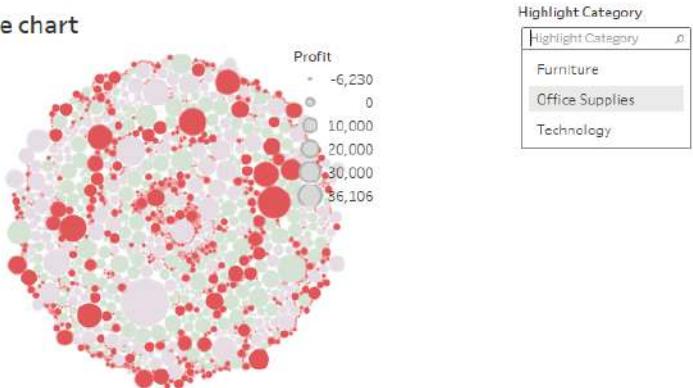 e chart
Profit
-6,230
0
10,000
20,000
30,000
36,106
Highlight Category
Highlight Category
Furniture
Office Supplies
Technology